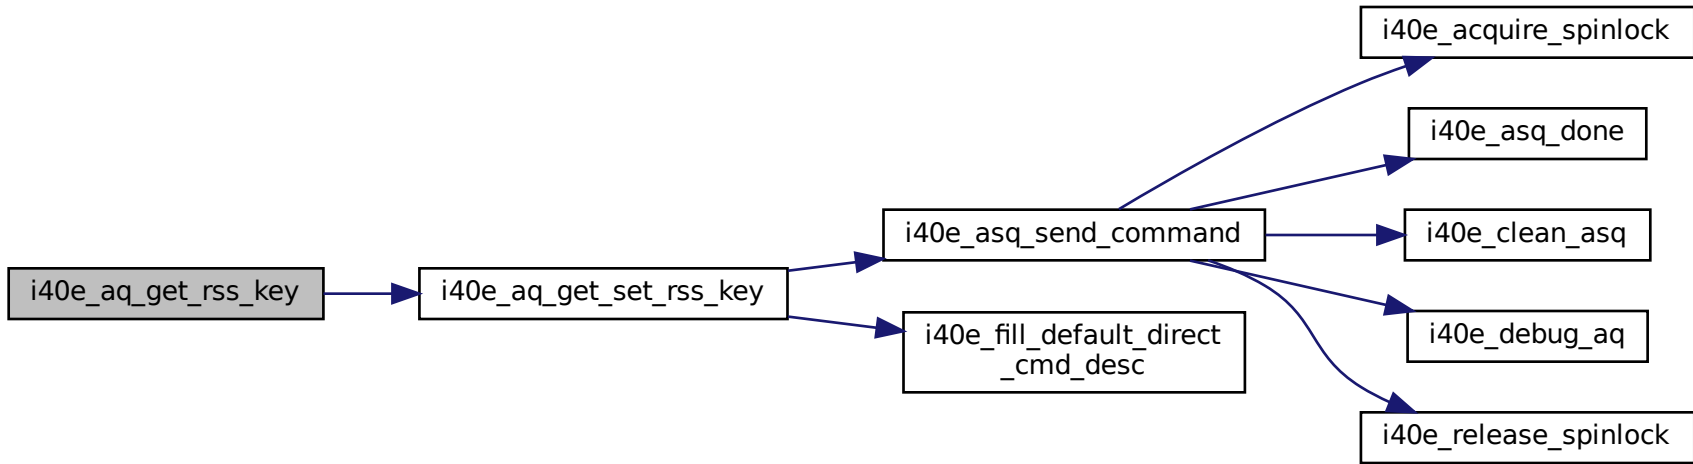 i40e_aq_get_rss_key
i40e_aq_get_set_rss_key
i40e_asq_send_command
i40e_fill_default_direct
_cmd_desc
i40e_acquire_spinlock
i40e_asq_done
i40e_clean_asq
i40e_debug_aq
i40e_release_spinlock